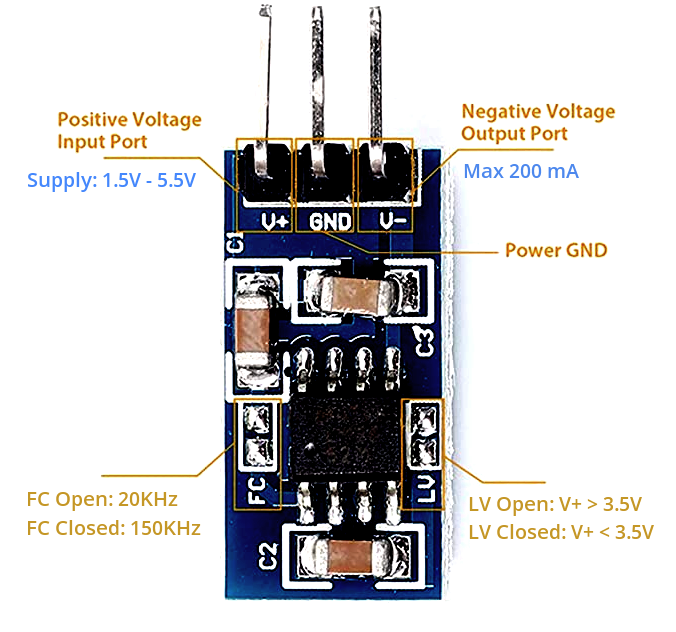 Positive Voltage
Input Port
Supply: 1.5V - 5.5V
Negative Voltage
Output Port
Max 200 mA
V+ GND V-
Power GND
C1
C3
FC
LV
FC Open: 20KHz
FC Closed: 150KHz
LV Open: V+ > 3.5V
LV Closed: V+ < 3.5V
C2